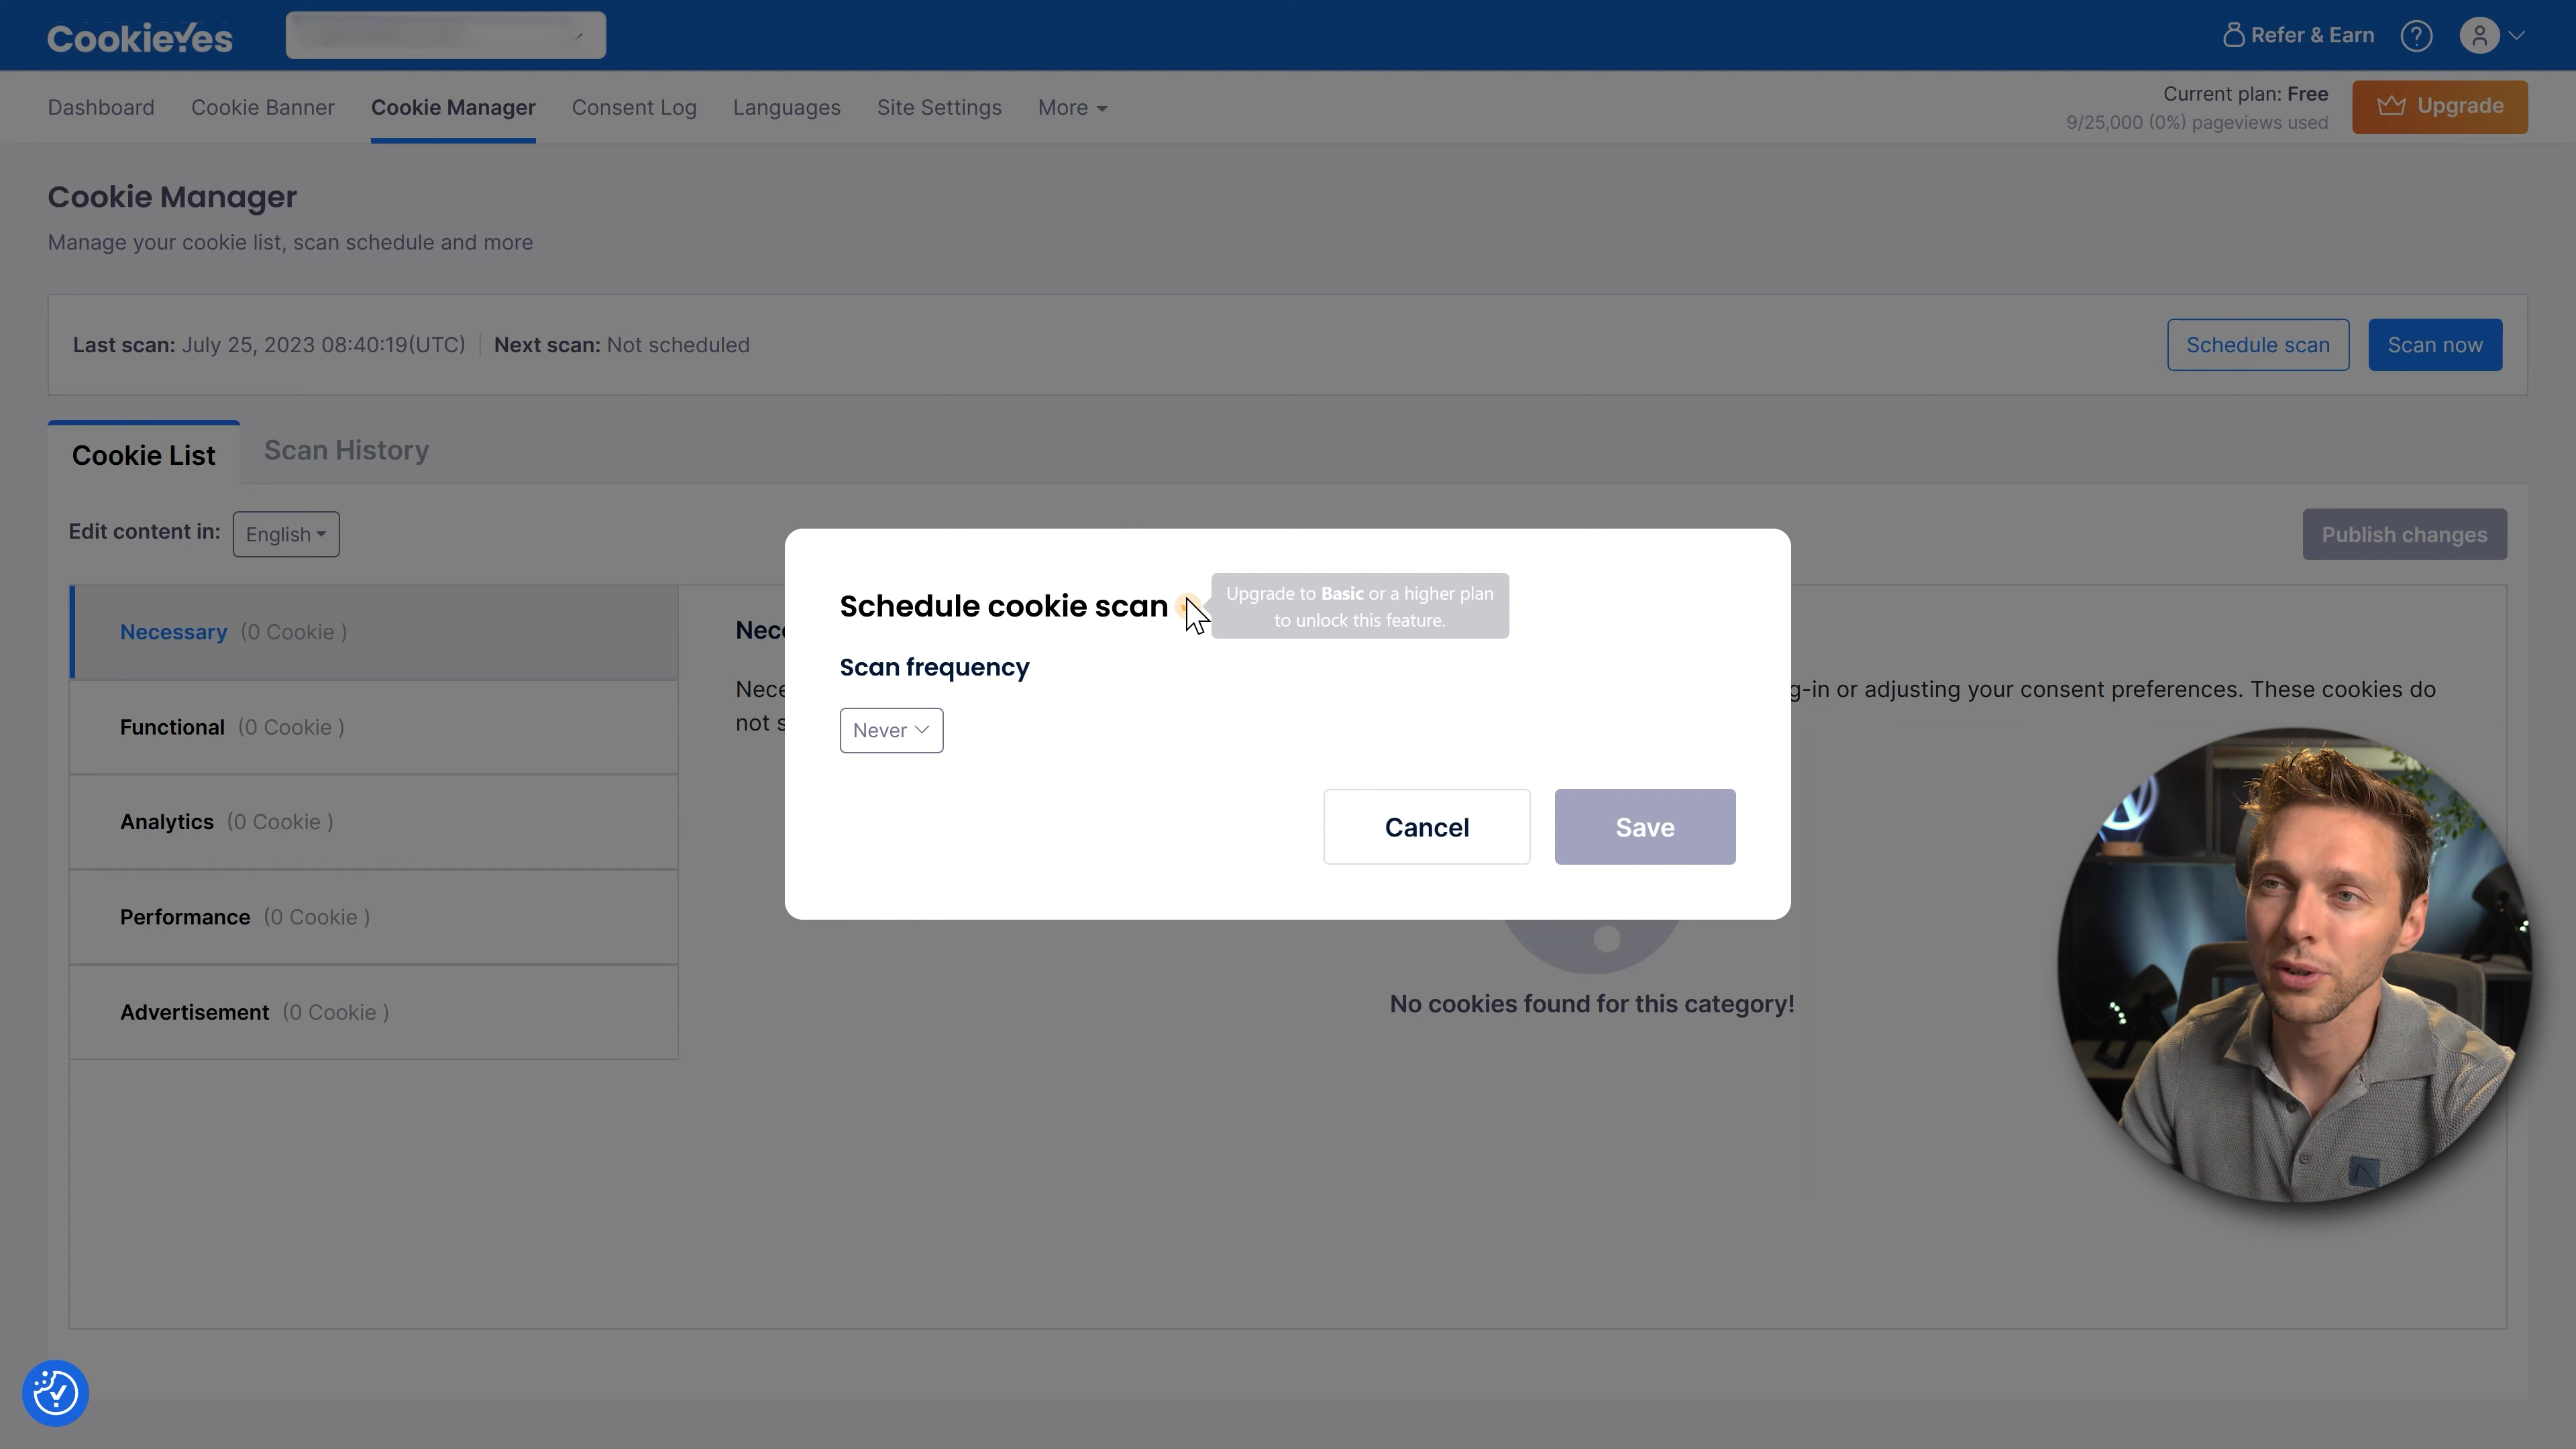 CookieYes
Refer & Earn
Dashboard Cookie Banner Cookie Manager Consent Log Languages Site Settings More
Current plan: Free
9/25,000 (0%) pageviews used
Upgrade
Cookie Manager
Manage your cookie list, scan schedule and more
Last scan: July 25, 2023 08:40:19(UTC) Next scan: Not scheduled
Schedule scan Scan now
Cookie List Scan History
Edit content in: English
Publish changes
Schedule cookie scan
Upgrade to Basic or a higher plan
to unlock this feature.
Scan frequency
Never
Cancel Save
Necessary (0 Cookie )
Functional (0 Cookie )
Analytics (0 Cookie )
Performance (0 Cookie )
Advertisement (0 Cookie )
g-in or adjusting your consent preferences. These cookies do
not s
No cookies found for this category!